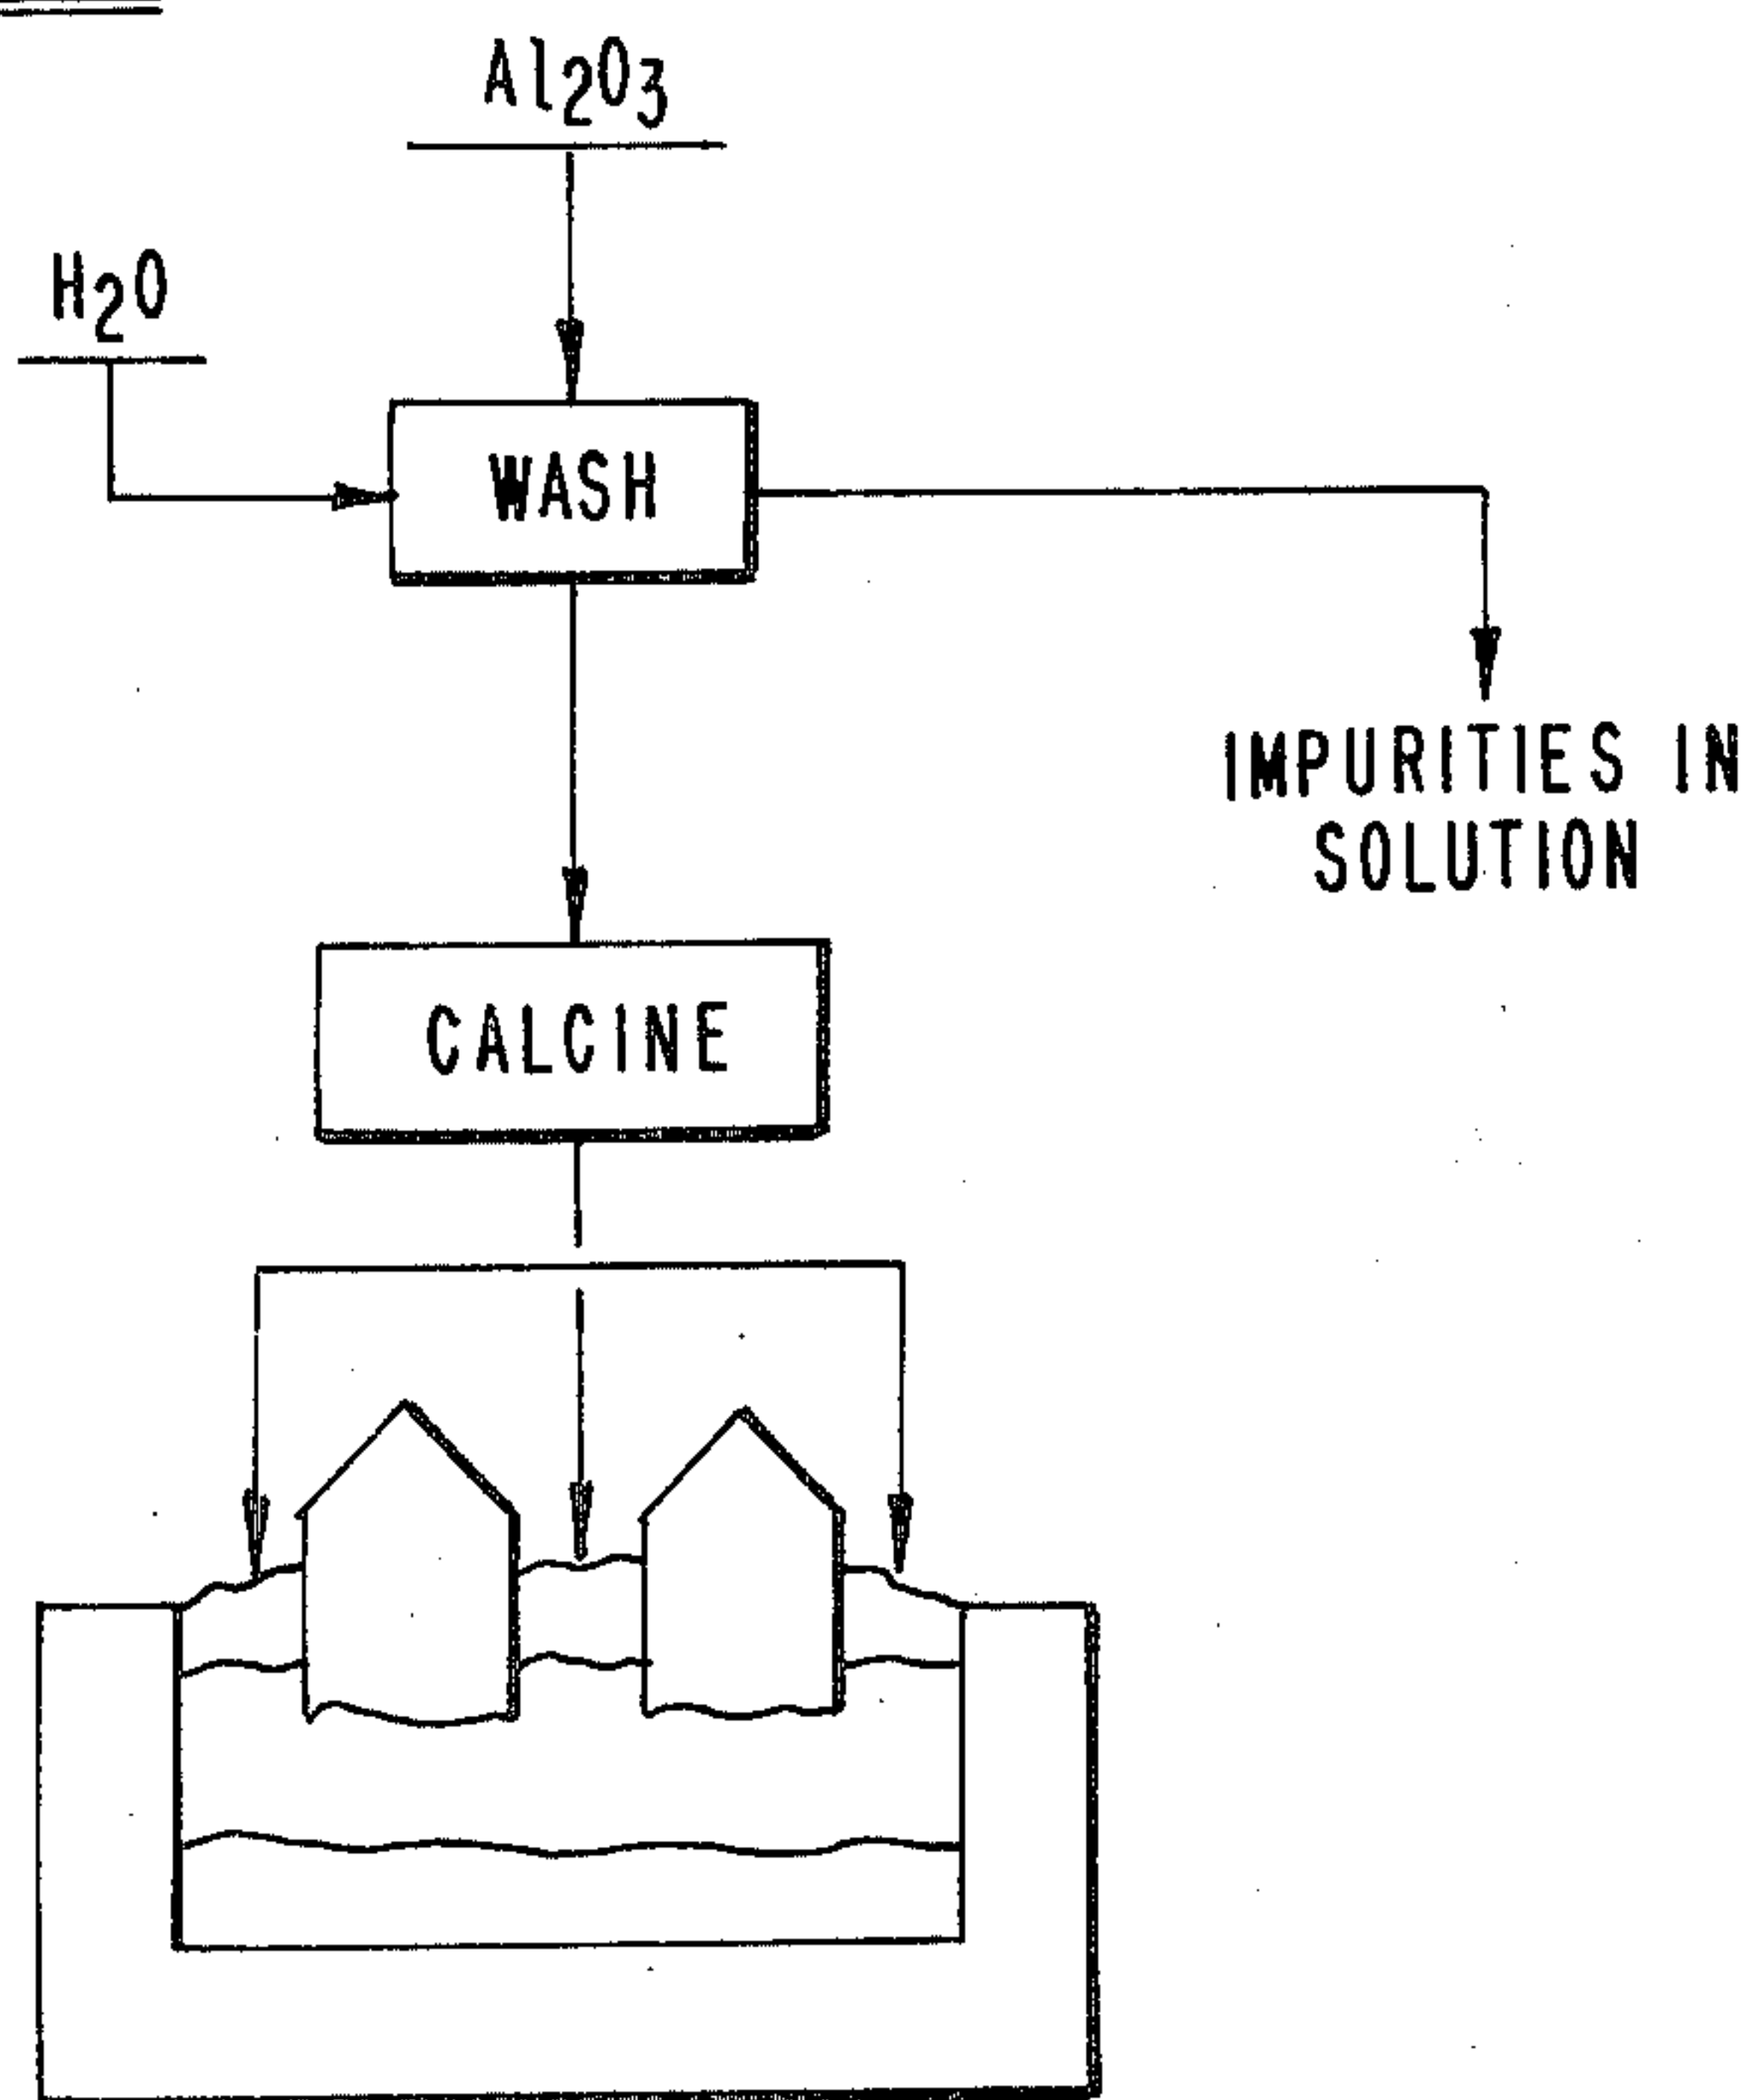 Al2O3
H2O
WASH
IMPURITIES IN
SOLUTION
CALCINE